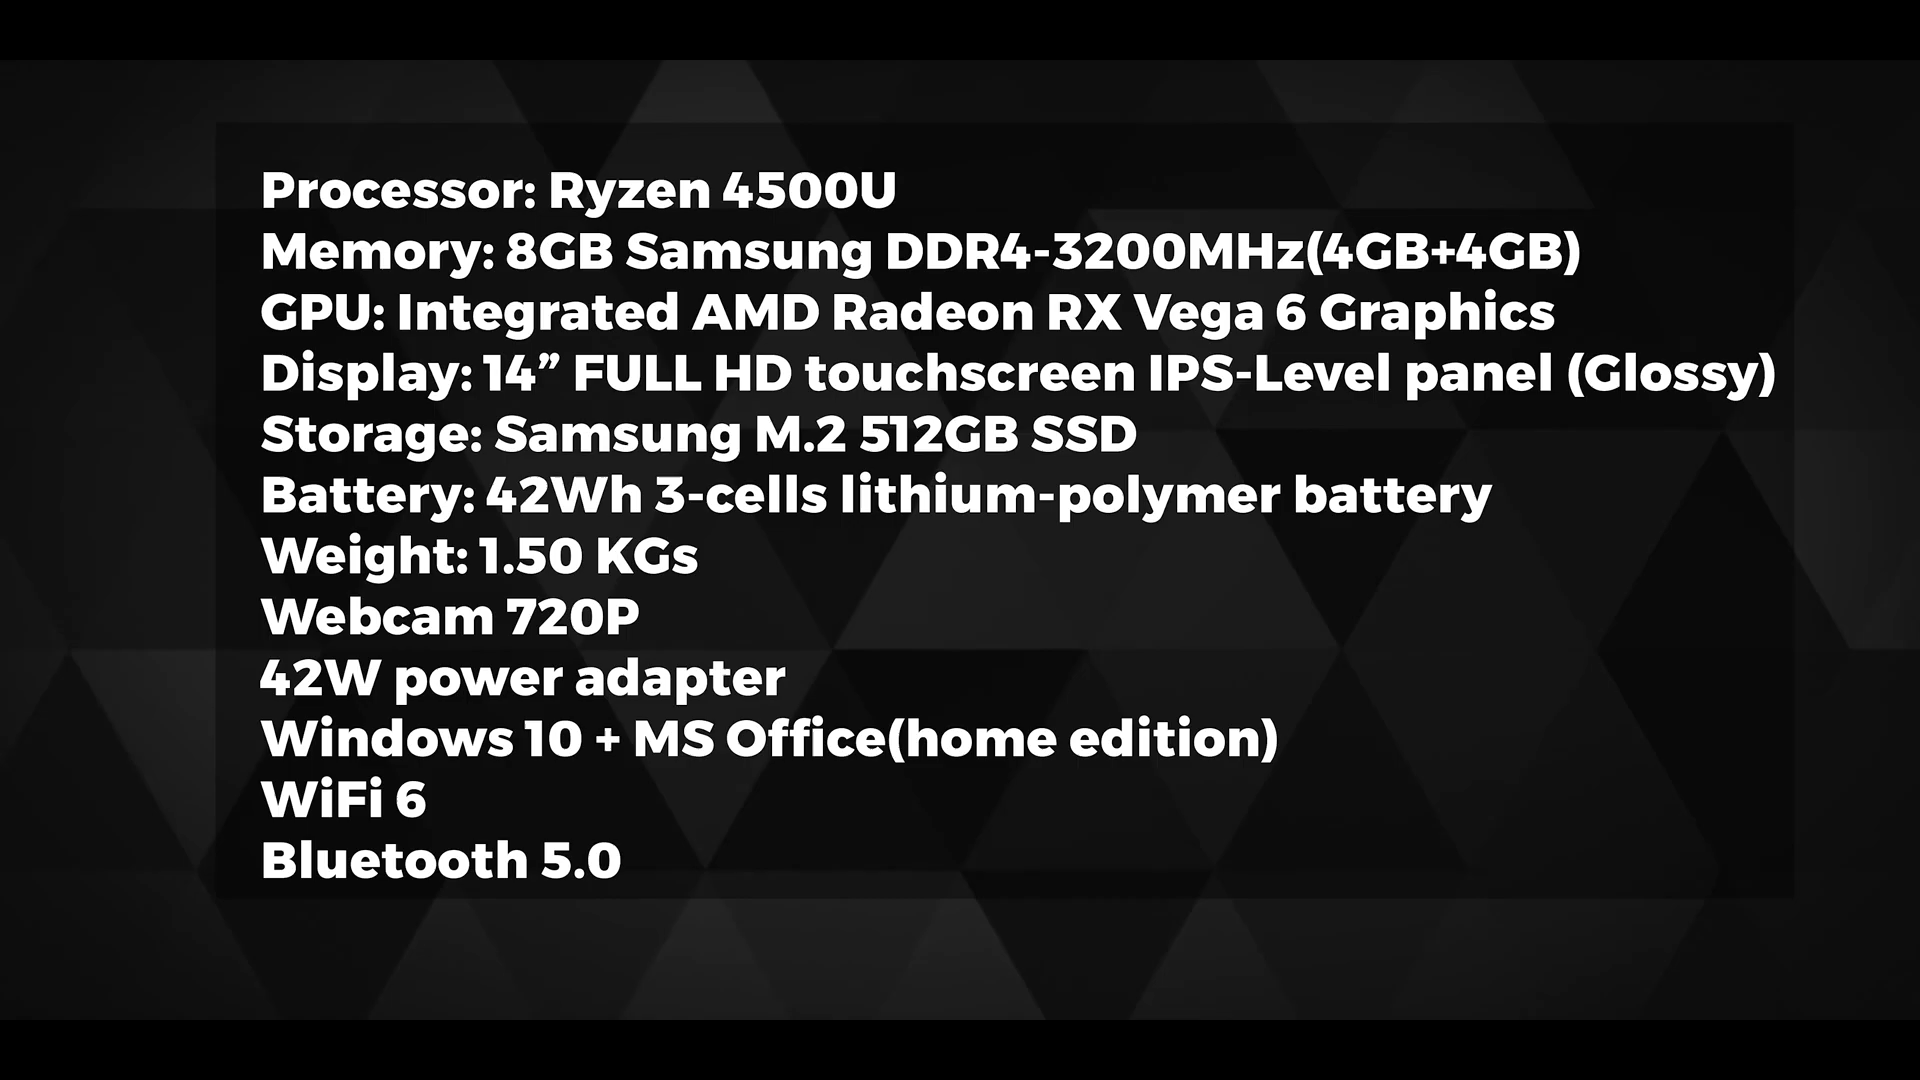 Processor: Ryzen 4500U
Memory: 8GB Samsung DDR4-3200MHz(4GB+4GB)
GPU: Integrated AMD Radeon RX Vega 6 Graphics
Display: 14” FULL HD touchscreen IPS-Level panel (Glossy)
Storage: Samsung M.2 512GB SSD
Battery: 42Wh 3-cells lithium-polymer battery
Weight: 1.50 KGs
Webcam 720P
42W power adapter
Windows 10 + MS Office(home edition)
WiFi 6
Bluetooth 5.0